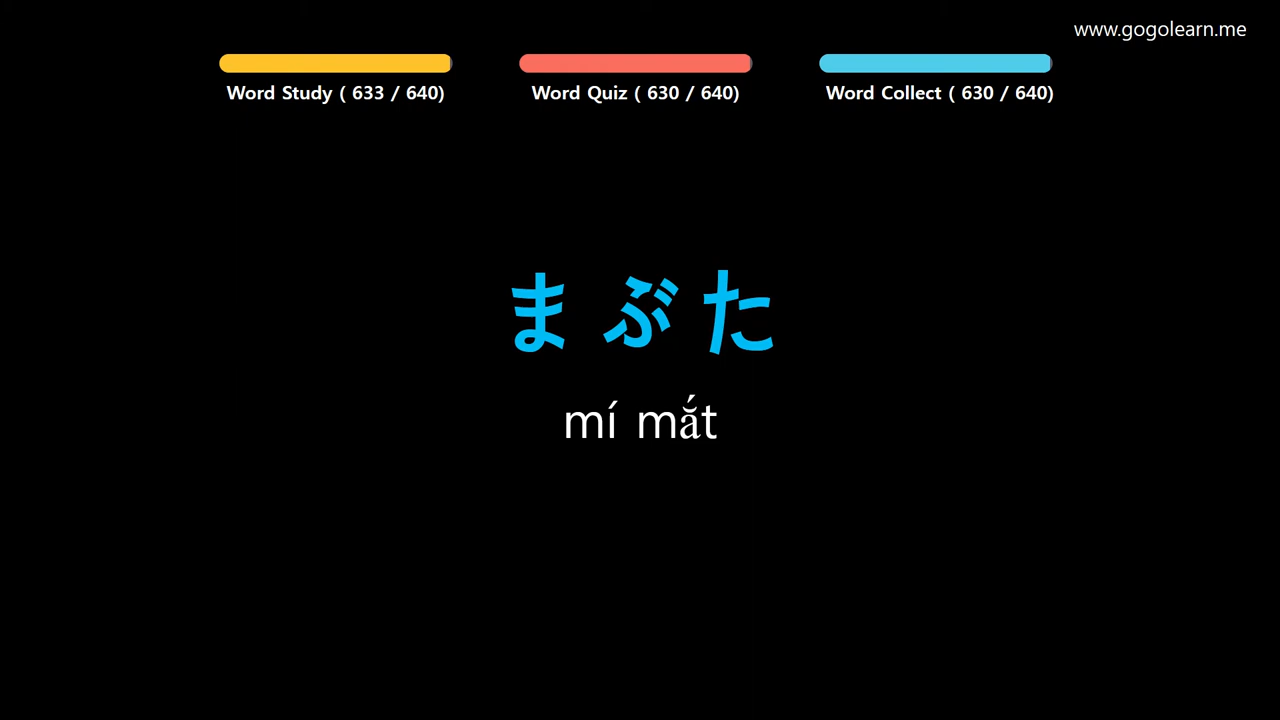 www.gogolearn.me
Word Study ( 633 / 640)
Word Quiz ( 630 / 640)
Word Collect ( 630 / 640)
まぶた
mí mắt